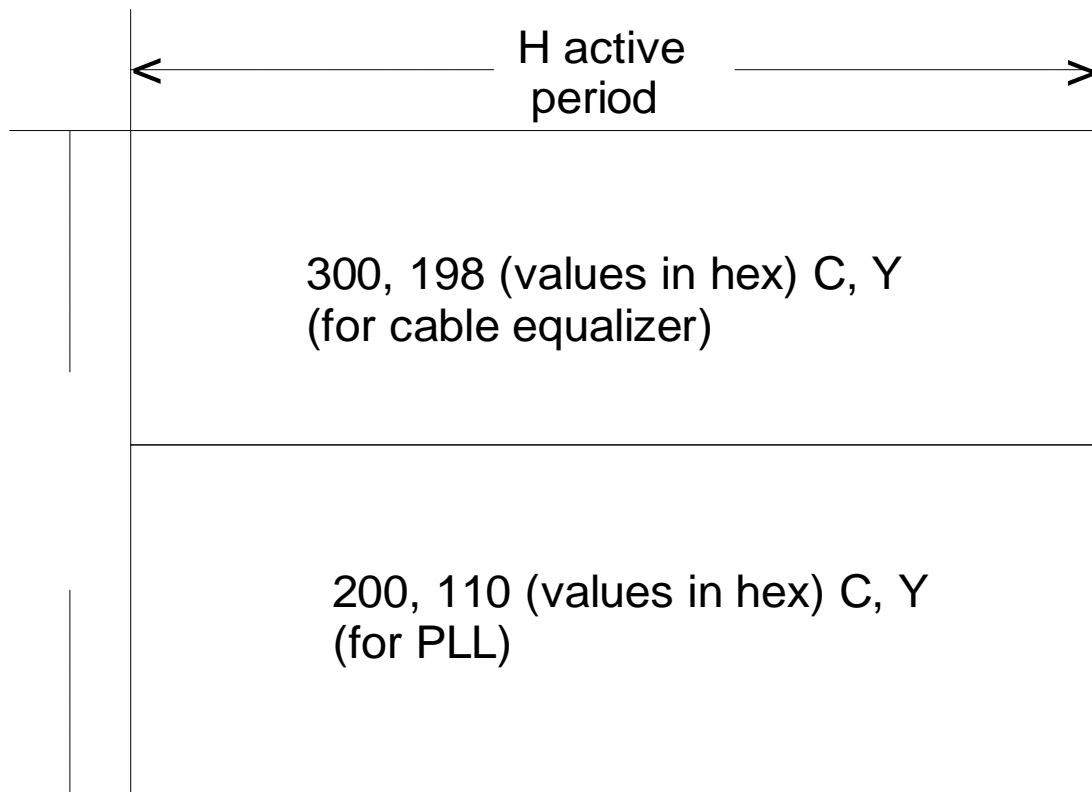 H active
period
300, 198 (values in hex) C, Y
(for cable equalizer)
200, 110 (values in hex) C, Y
(for PLL)